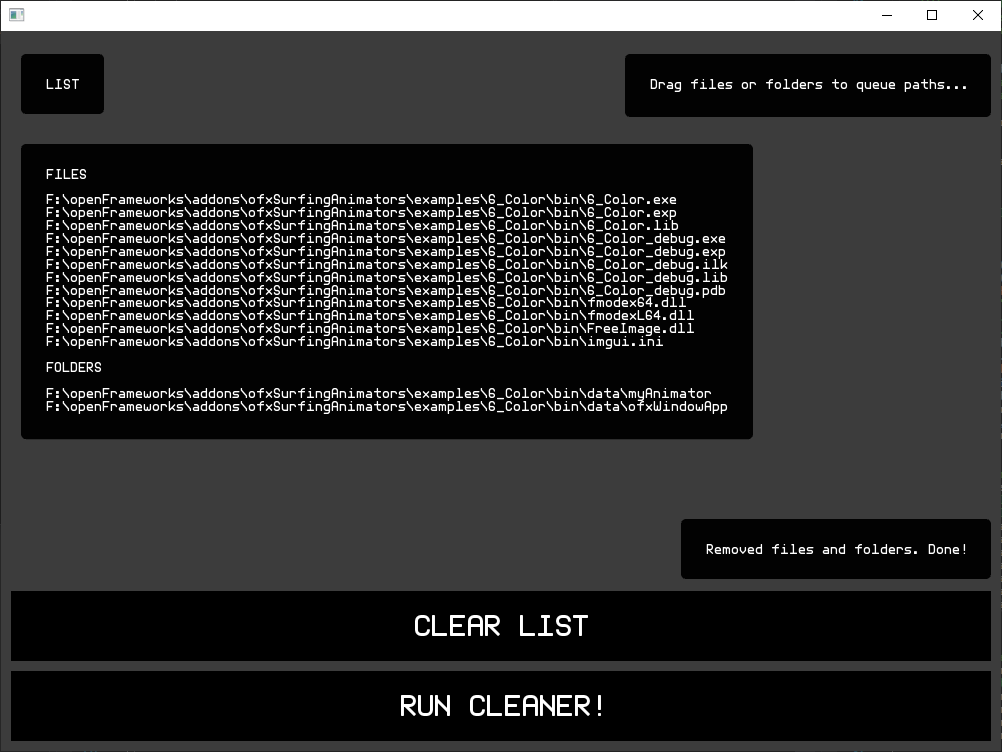 LIST
Drag files or folders to queue paths...
FILES
F:\openFrameworks\addons\ofxSurfingAnimators\examples\6_Color\bin\6_Color.exe
F:\openFrameworks\addons\ofxSurfingAnimators\examples\6_Color\bin\6_Color.exp
F:\openFrameworks\addons\ofxSurfingAnimators\examples\6_Color\bin\6_Color.lib
F:\openFrameworks\addons\ofxSurfingAnimators\examples\6_Color\bin\6_Color_debug.exe
F:\openFrameworks\addons\ofxSurfingAnimators\examples\6_Color\bin\6_Color_debug.exp
F:\openFrameworks\addons\ofxSurfingAnimators\examples\6_Color\bin\6_Color_debug.ilk
F:\openFrameworks\addons\ofxSurfingAnimators\examples\6_Color\bin\6_Color_debug.lib
F:\openFrameworks\addons\ofxSurfingAnimators\examples\6_Color\bin\6_Color_debug.pdb
F:\openFrameworks\addons\ofxSurfingAnimators\examples\6_Color\bin\fmodex64.dll
F:\openFrameworks\addons\ofxSurfingAnimators\examples\6_Color\bin\fmodexL64.dll
F:\openFrameworks\addons\ofxSurfingAnimators\examples\6_Color\bin\FreeImage.dll
F:\openFrameworks\addons\ofxSurfingAnimators\examples\6_Color\bin\imgui.ini
FOLDERS
F:\openFrameworks\addons\ofxSurfingAnimators\examples\6_Color\bin\data\myAnimator
F:\openFrameworks\addons\ofxSurfingAnimators\examples\6_Color\bin\data\ofxWindowApp
Removed files and folders. Done!
CLEAR LIST
RUN CLEANER!